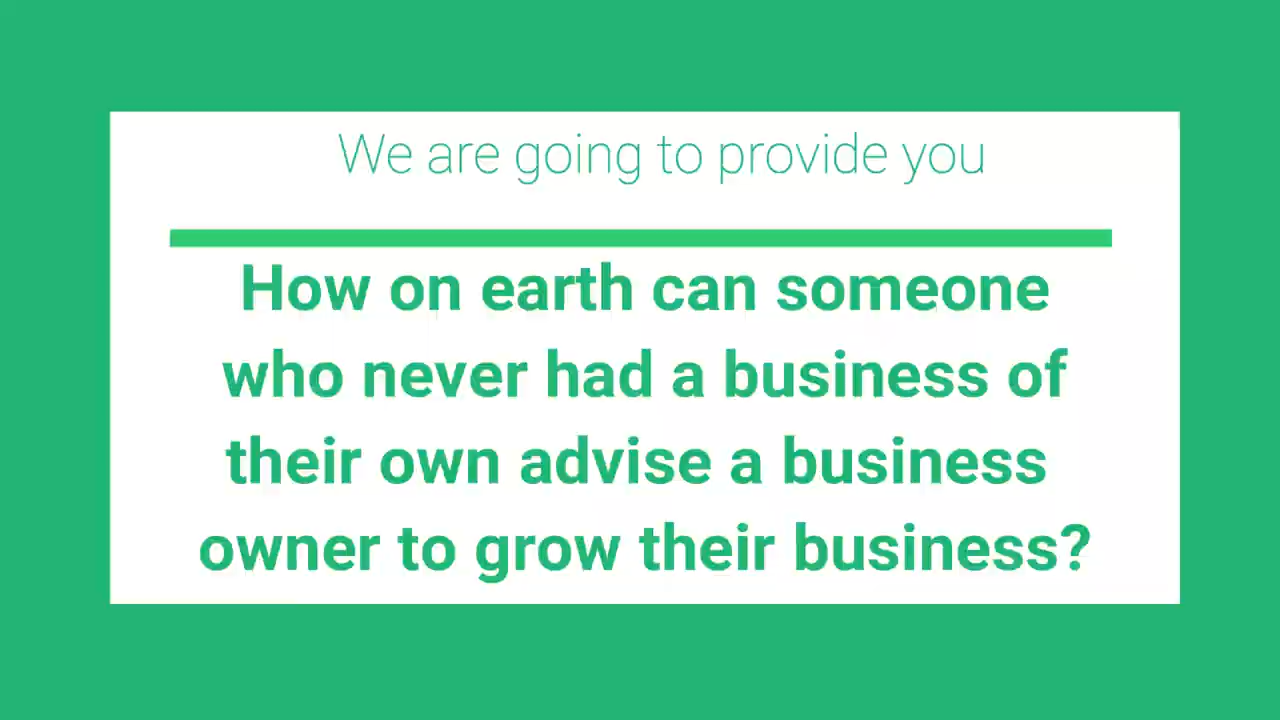 We are going to provide you
How on earth can someone
who never had a business of
their own advise a business
owner to grow their business?